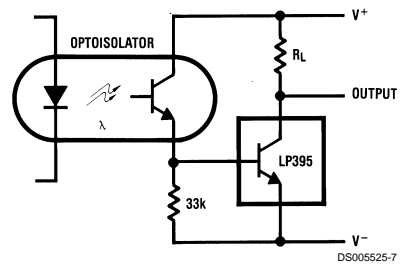 V+
OPTOISOLATOR
RL
OUTPUT
λ
LP395
33k
V−
DS005525-7